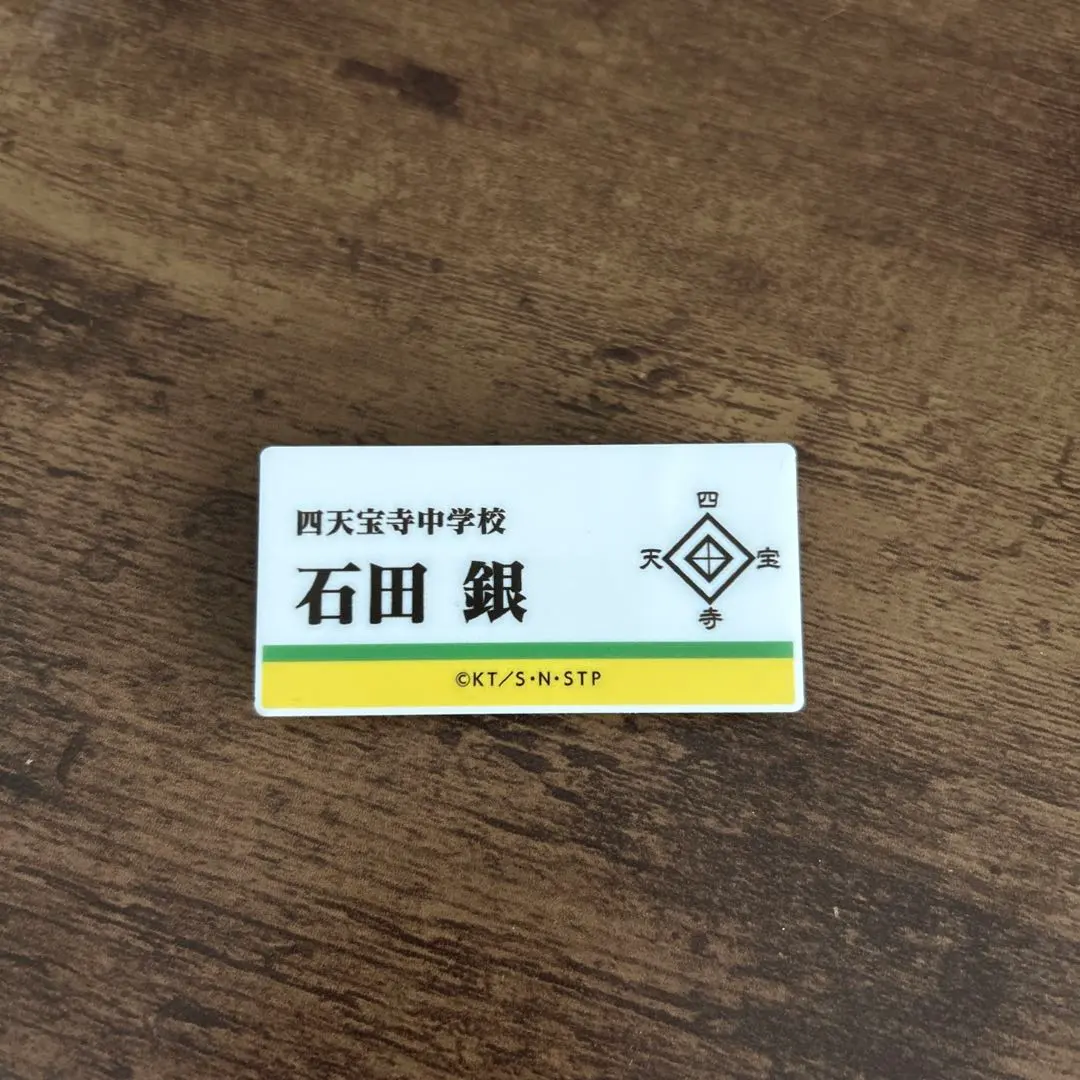 四天宝寺中学校
石田 銀
四
天 宝
寺
©KT/S・N・STP